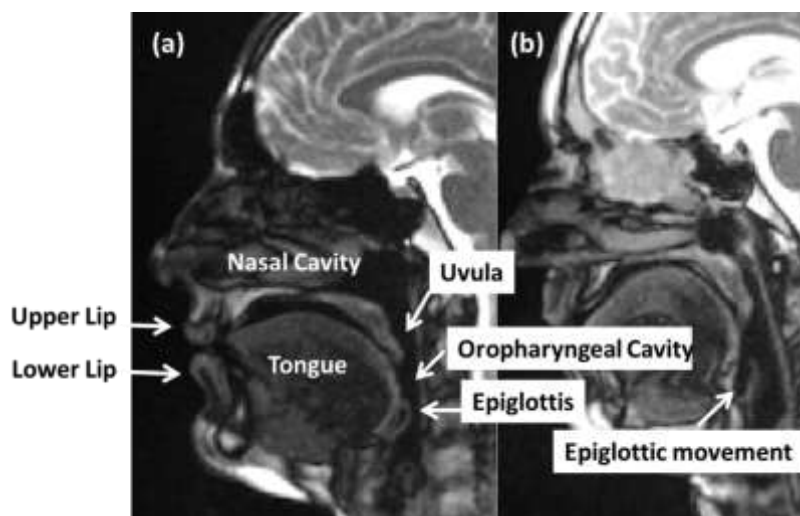 (a)
(b)
Nasal Cavity
Uvula
Upper Lip
Oropharyngeal Cavity
Lower Lip
Tongue
Epiglottis
Epiglottic movement